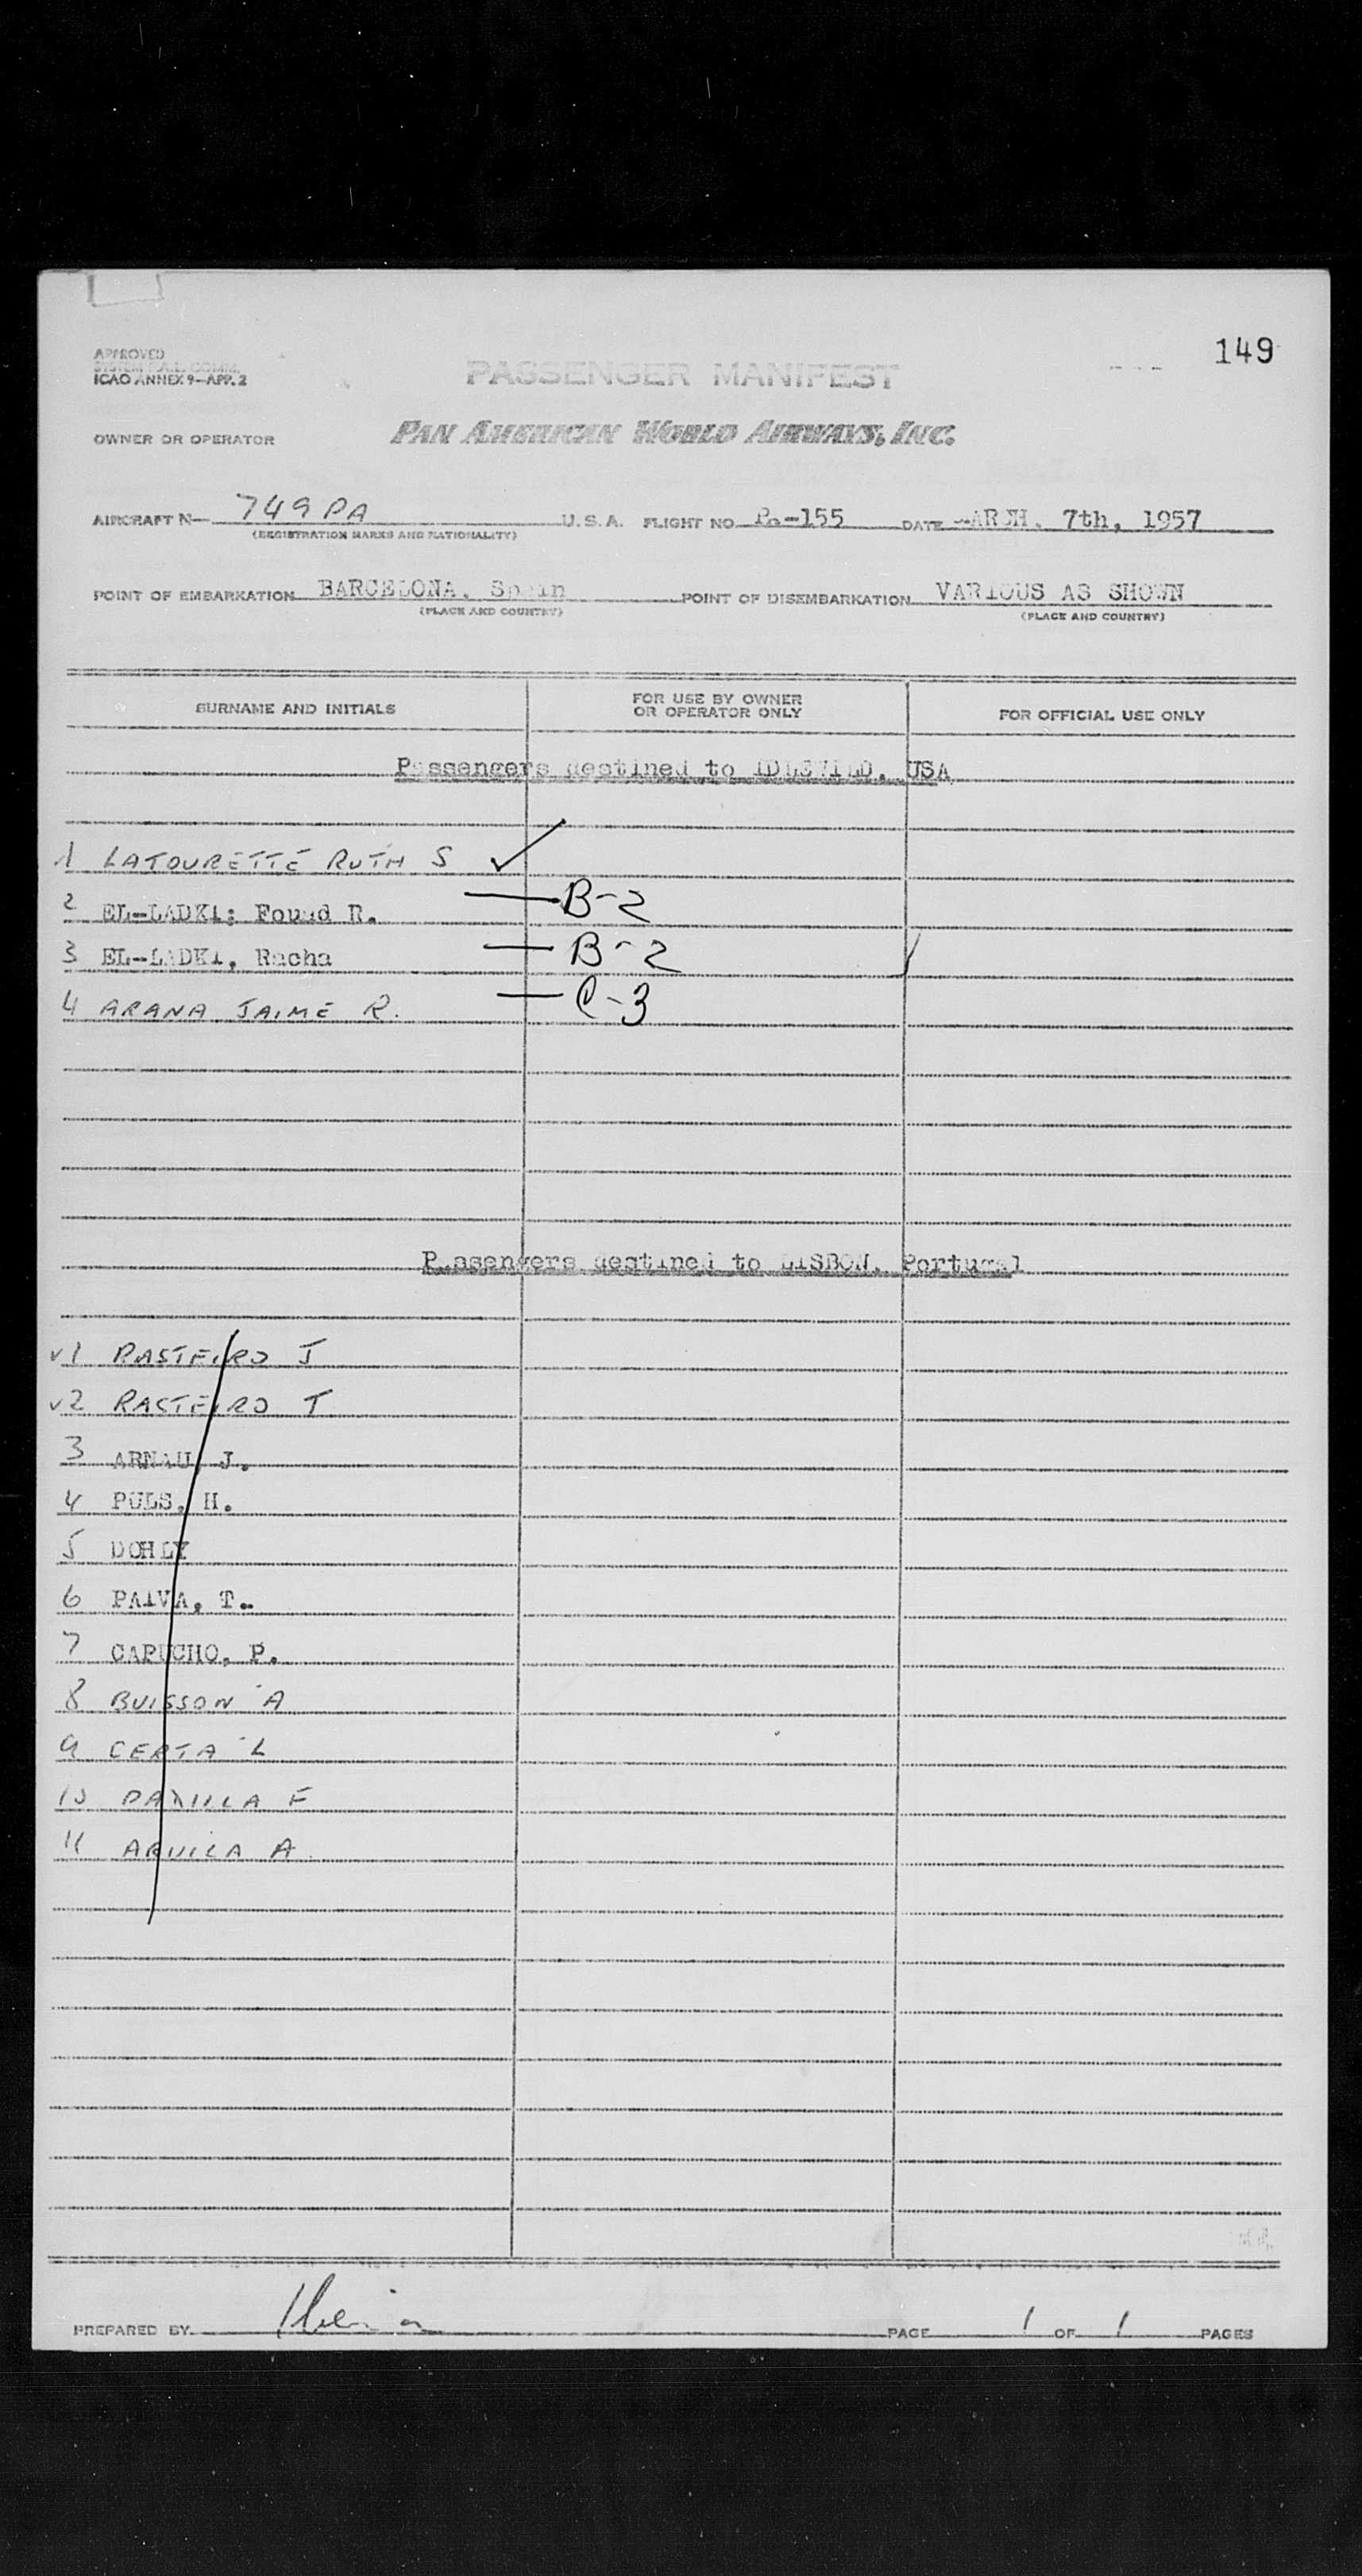 149
APPROVED
SYSTEM F.A.L. COMM.
ICAO ANNEX 9—APP. 2
PASSENGER MANIFEST
OWNER OR OPERATOR PAN AMERICAN WORLD AIRWAYS, INC.
AIRCRAFT N— 749PA U. S. A. FLIGHT NO -155 DATE 7th, 1957
(REGISTRATION MARKS AND NATIONALITY)
POINT OF EMBARKATION BARCELONA, Spain POINT OF DISEMBARKATION VARIOUS AS SHOWN
(PLACE AND COUNTRY) (PLACE AND COUNTRY)
SURNAME AND INITIALS FOR USE BY OWNER OR OPERATOR ONLY FOR OFFICIAL USE ONLY
Passengers destined to IDLEWILD, USA
1 LATOURETTE RUTH S ✓
2 EL-LADKI; Fouad R. — B-2
3 EL-LADKI, Racha — B-2
4 ARANA JAIME R. — C-3
Passengers destined to LISBON, Portugal
✓1 RASTEIRO J
✓2 RASTEIRO T
3 ARNAU, J.
4 PULS, H.
5 DOHLY
6 PAIVA, T.
7 CAPUCHO, P.
8 BUISSON A
9 CERTA L
10 PADILLA F
11 A
PREPARED BY PAGE 1 OF 1 PAGES